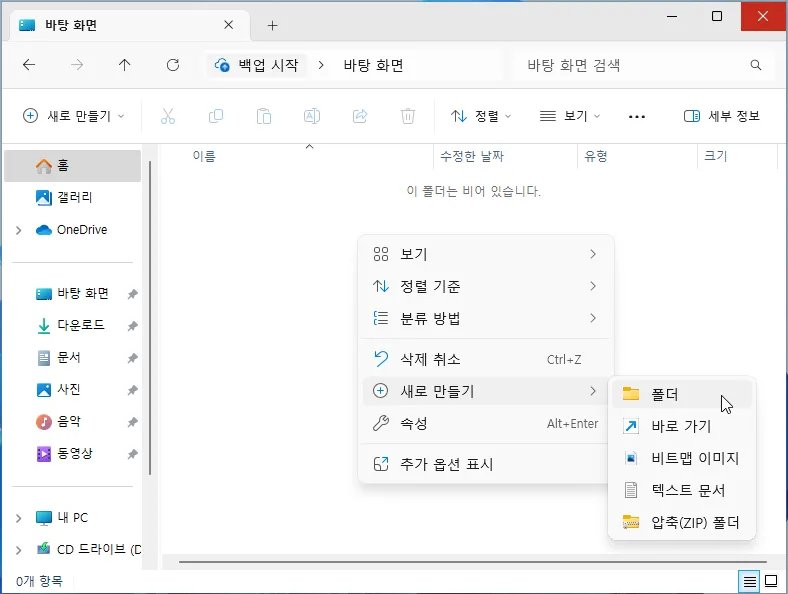 바탕 화면
백업 시작 > 바탕 화면
바탕 화면 검색
새로 만들기
정렬
보기
세부 정보
이름
수정한 날짜
유형
크기
이 폴더는 비어 있습니다.
홈
갤러리
OneDrive
바탕 화면
다운로드
문서
사진
음악
동영상
내 PC
CD 드라이브 (D
보기
정렬 기준
분류 방법
삭제 취소 Ctrl+Z
새로 만들기
속성 Alt+Enter
추가 옵션 표시
폴더
바로 가기
비트맵 이미지
텍스트 문서
압축(ZIP) 폴더
0개 항목